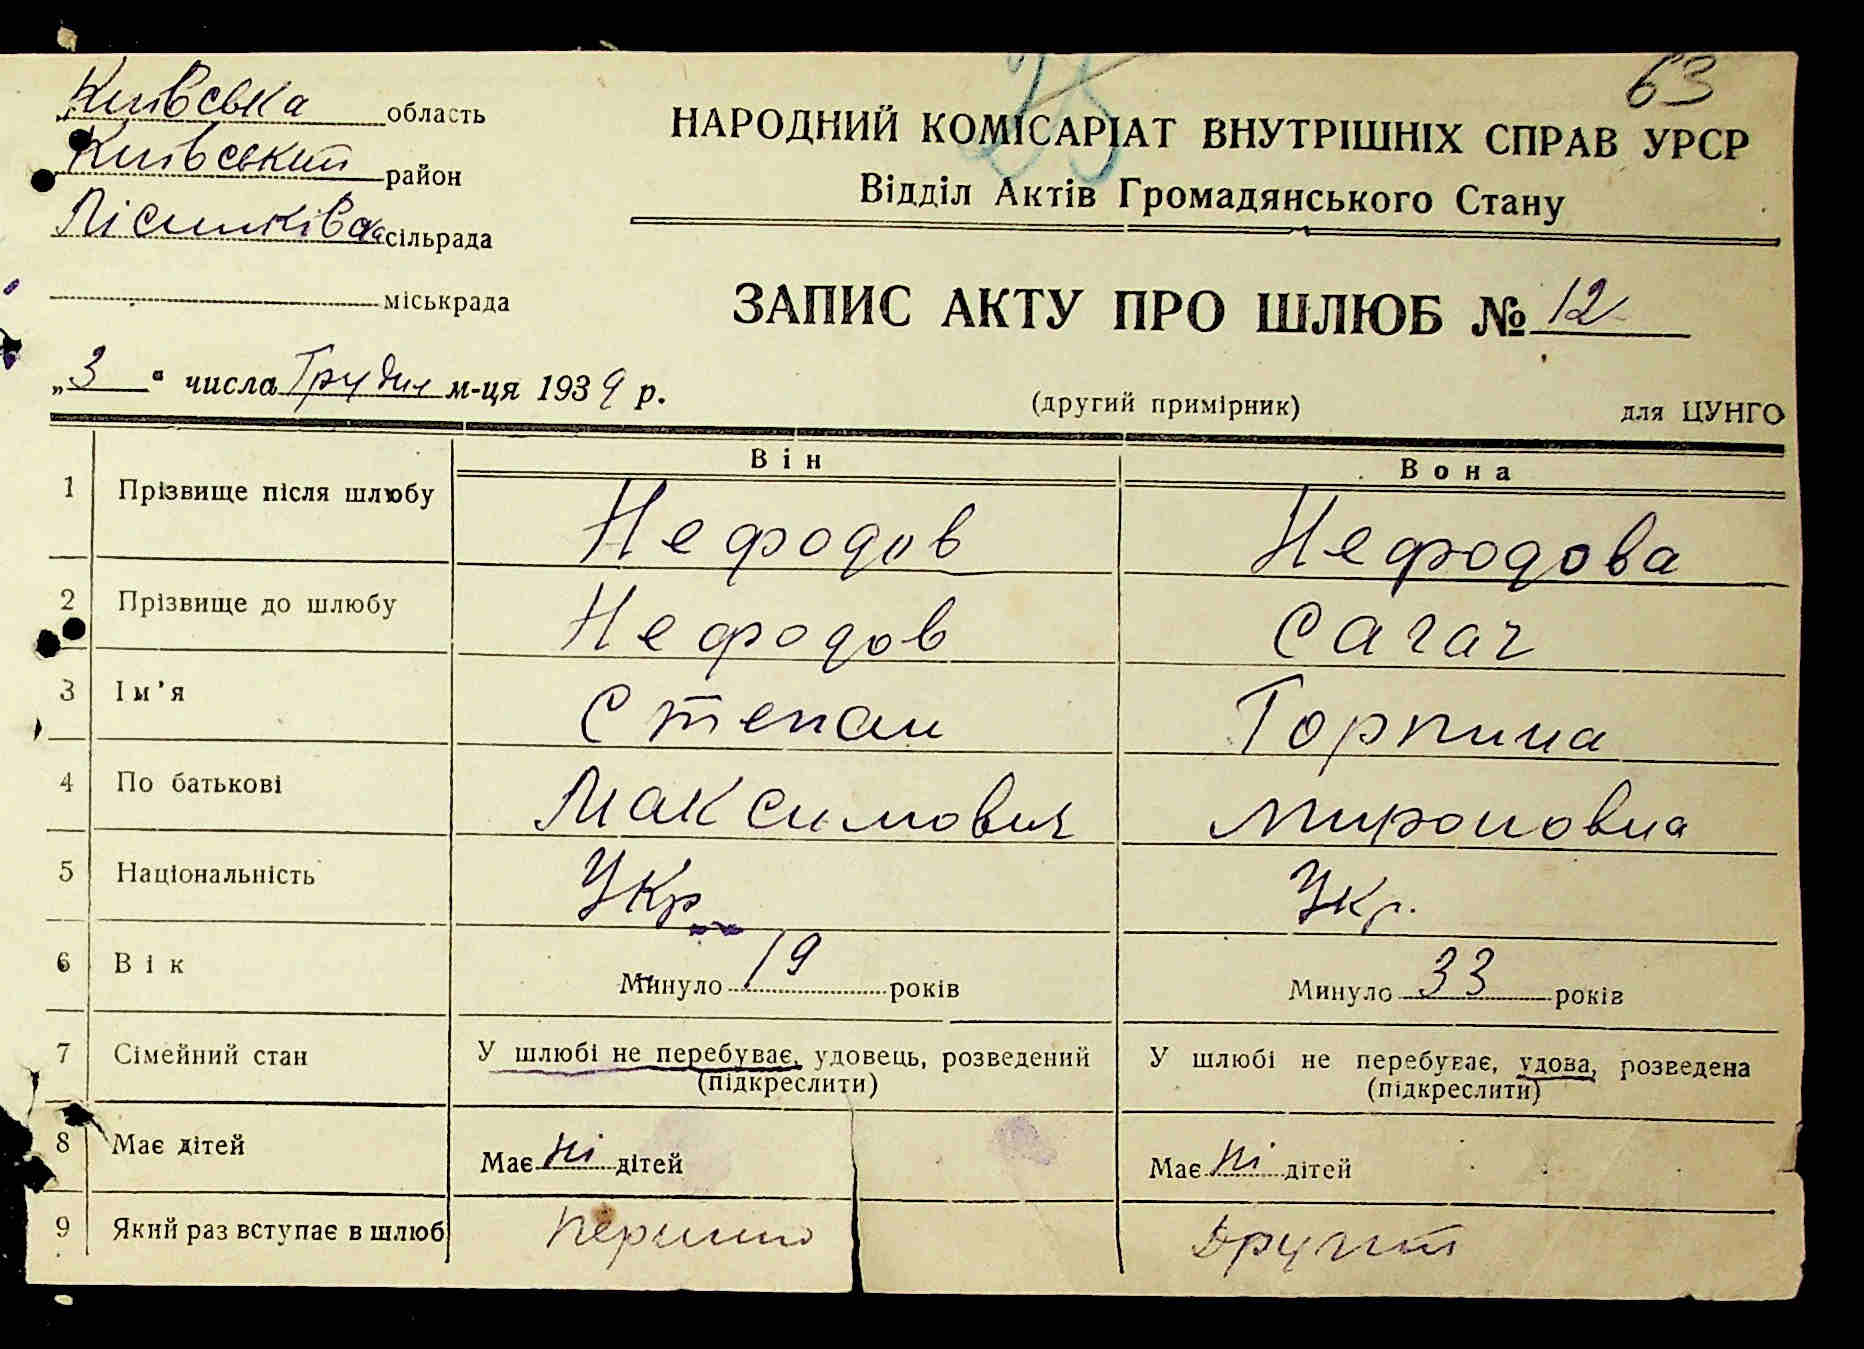 63
25
Київська область
Київський район
сільрада
міськрада
НАРОДНИЙ КОМІСАРІАТ ВНУТРІШНІХ СПРАВ УРСР
Відділ Актів Громадянського Стану
ЗАПИС АКТУ ПРО ШЛЮБ № 12
„ 3 “ числа Грудня м-ця 1939 р.
(другий примірник)
для ЦУНГО
Він
Вона
1 Прізвище після шлюбу Нефодов Нефодова
2 Прізвище до шлюбу Нефодов Сагач
3 Ім'я Степан Горпина
4 По батькові Максимович Мироновна
5 Національність Укр. Укр.
6 Вік Минуло 19 років Минуло 33 років
7 Сімейний стан У шлюбі не перебуває, удовець, розведений У шлюбі не перебуває, удова, розведена
(підкреслити) (підкреслити)
8 Має дітей Має ні дітей Має ні дітей
9 Який раз вступає в шлюб Другий